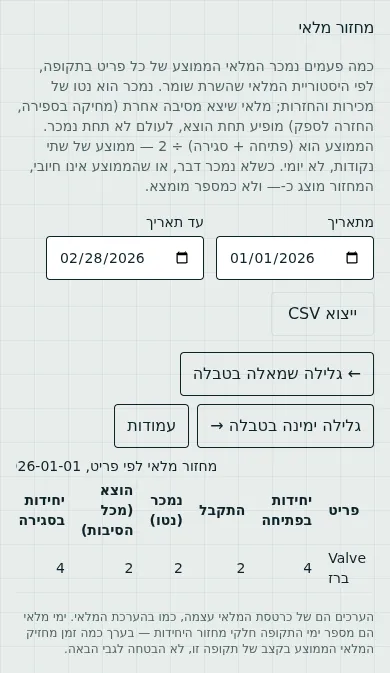 מחזור מלאי
כמה פעמים נמכר המלאי הממוצע של כל פריט בתקופה,
לפי היסטוריית המלאי שהשרת שומר. נמכר הוא נטו של
מכירות והחזרות; מלאי שיצא מסיבה אחרת (מחיקה בספירה,
החזרה לספק) מופיע תחת הוצא, לעולם לא תחת נמכר.
הממוצע הוא (פתיחה + סגירה) ÷ 2 — ממוצע של שתי
נקודות, לא יומי. כשלא נמכר דבר, או שהממוצע אינו חיובי,
המחזור מוצג כ-— ולא כמספר מומצא.
מתאריך עד תאריך
01/01/2026 02/28/2026
ייצוא CSV
← גלילה שמאלה בטבלה
גלילה ימינה בטבלה → עמודות
מחזור מלאי לפי פריט, 26-01-01
פריט יחידות בפתיחה התקבל נמכר (נטו) הוצא (מכל הסיבות) יחידות בסגירה
Valve ברז 4 2 2 2 4
הערכים הם של כרטסת המלאי עצמה, כמו בהערכת המלאי. ימי מלאי
הם מספר ימי התקופה חלקי מחזור היחידות — בערך כמה זמן מחזיק
המלאי הממוצע בקצב של תקופה זו, לא הבטחה לגבי הבאה.